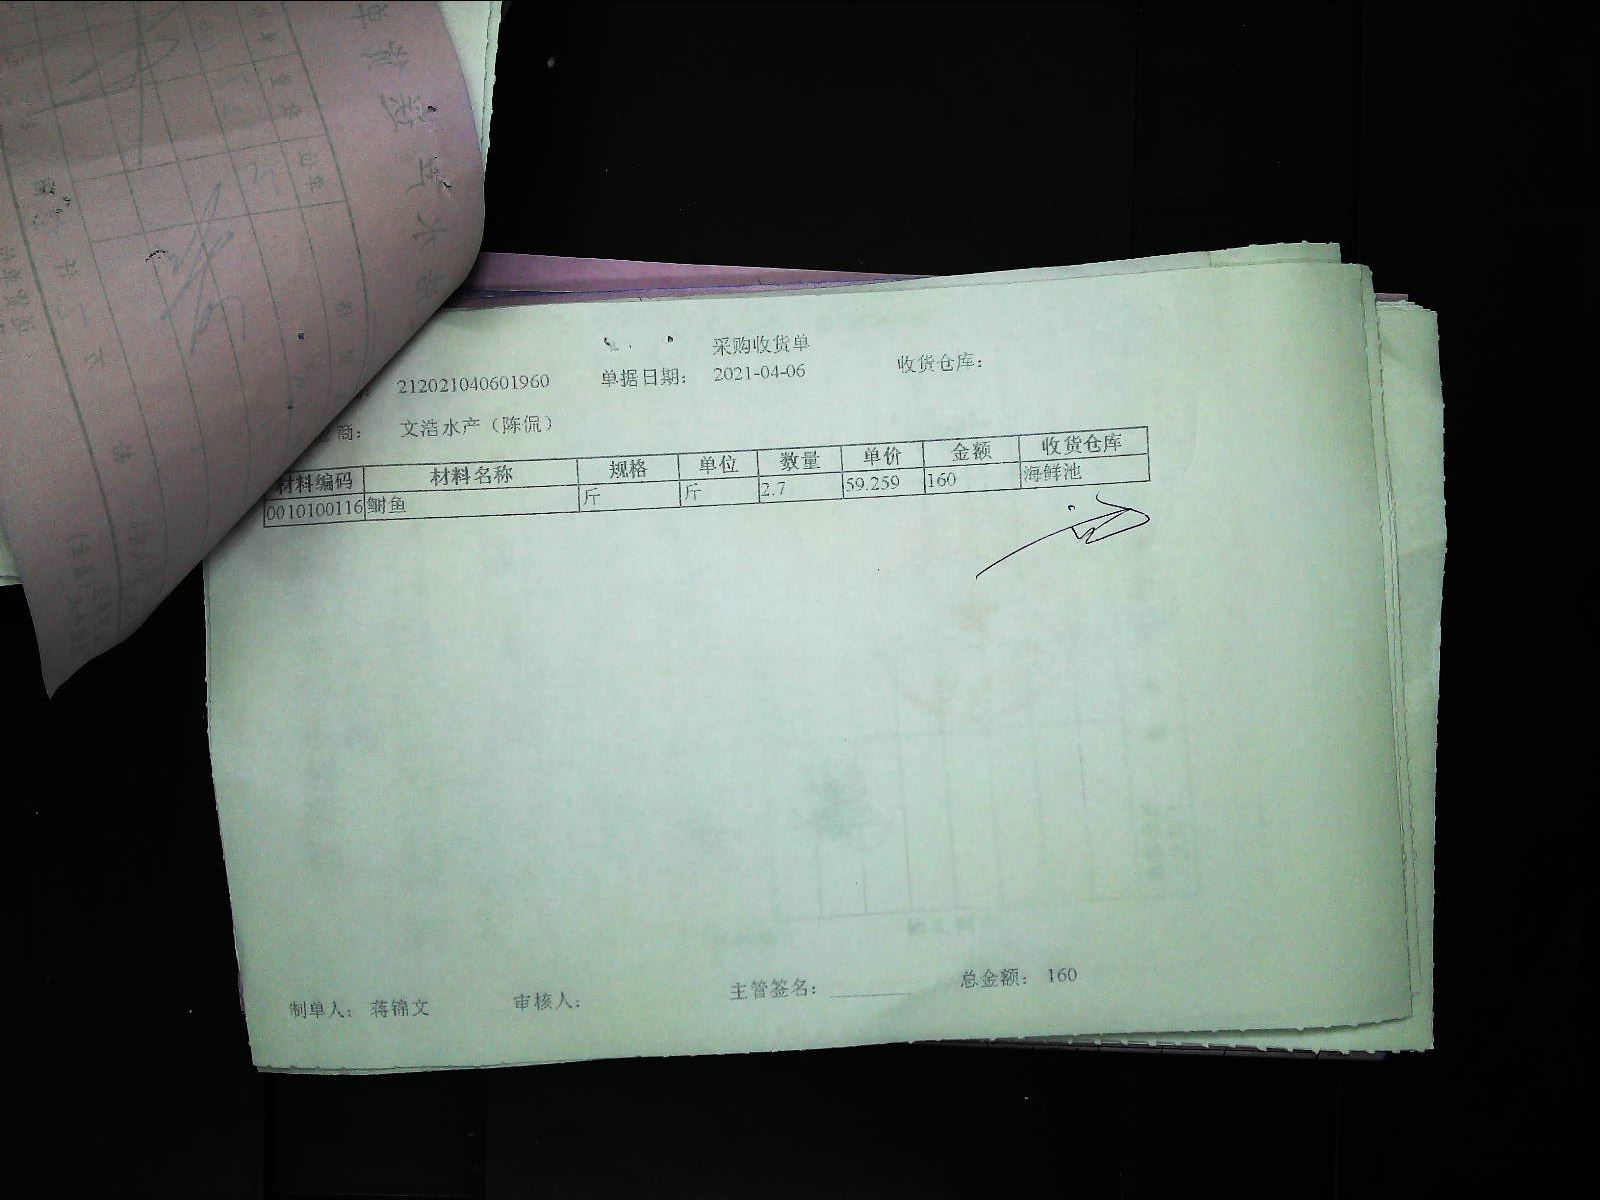 采购收货单
212021040601960 单据日期： 2021-04-06 收货仓库：
商： 文浩水产（陈侃）
材料编码 材料名称 规格 单位 数量 单价 金额 收货仓库
0010100116 鲥鱼 斤 斤 2.7 59.259 160 海鲜池
制单人： 蒋锦文 审核人： 主管签名： 总金额： 160